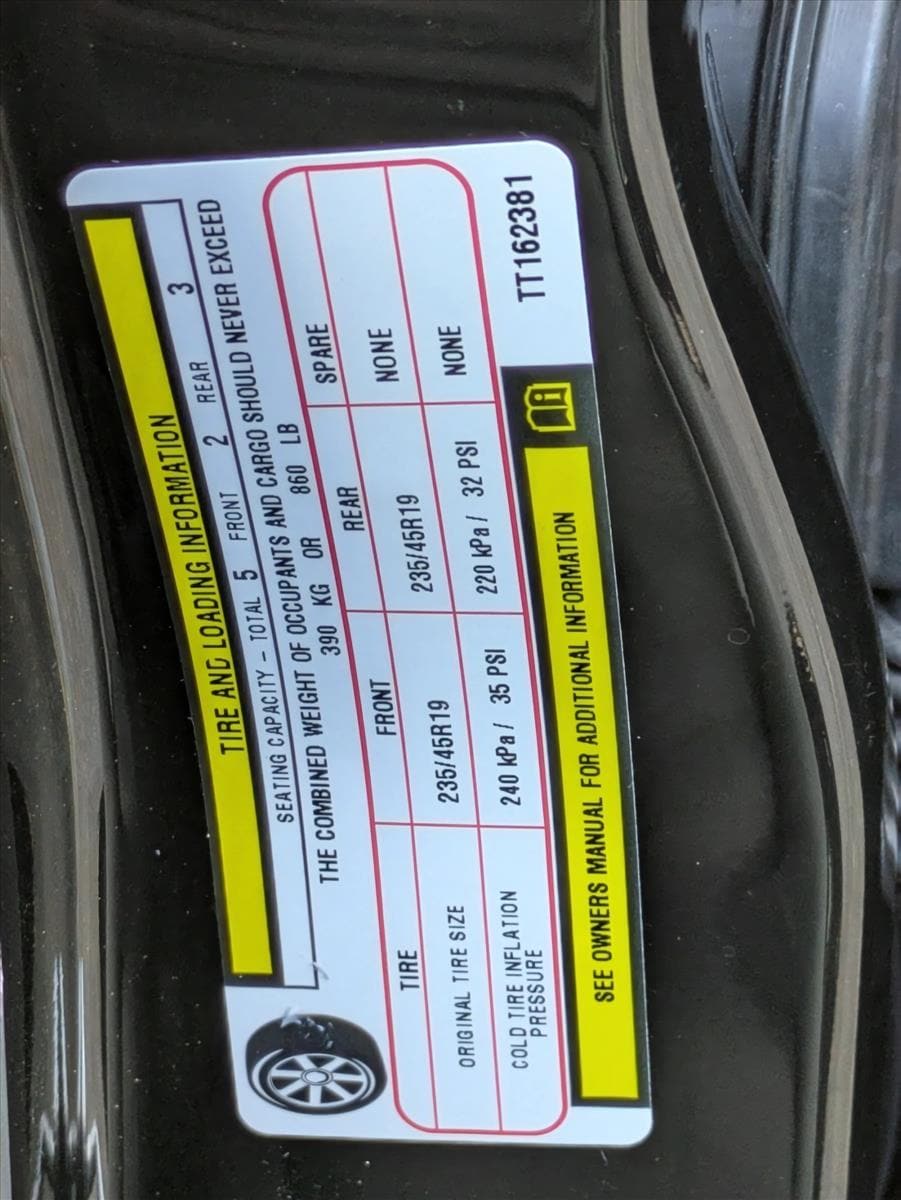 TIRE AND LOADING INFORMATION
SEATING CAPACITY – TOTAL 5 FRONT 2 REAR 3
THE COMBINED WEIGHT OF OCCUPANTS AND CARGO SHOULD NEVER EXCEED
390 KG OR 860 LB
TIRE FRONT REAR SPARE
ORIGINAL TIRE SIZE 235/45R19 235/45R19 NONE
COLD TIRE INFLATION
PRESSURE 240 kPa / 35 PSI 220 kPa / 32 PSI NONE
SEE OWNERS MANUAL FOR ADDITIONAL INFORMATION
TT162381